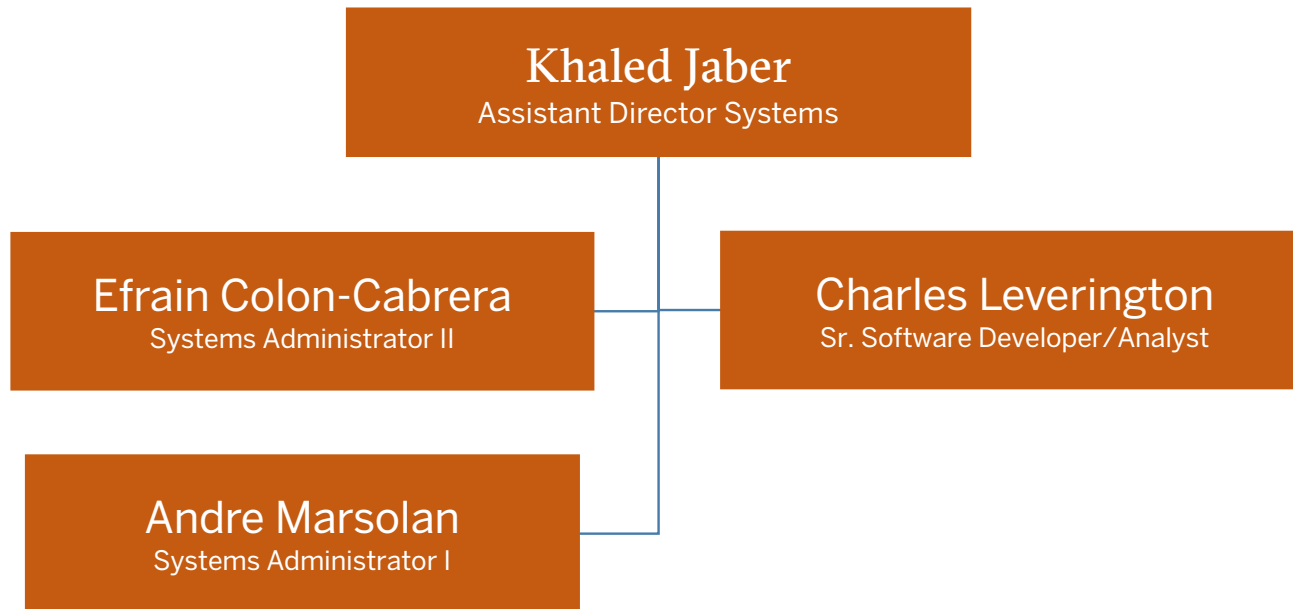 Khaled Jaber
Assistant Director Systems
Efrain Colon-Cabrera
Systems Administrator II
Charles Leverington
Sr. Software Developer/Analyst
Andre Marsolan
Systems Administrator I